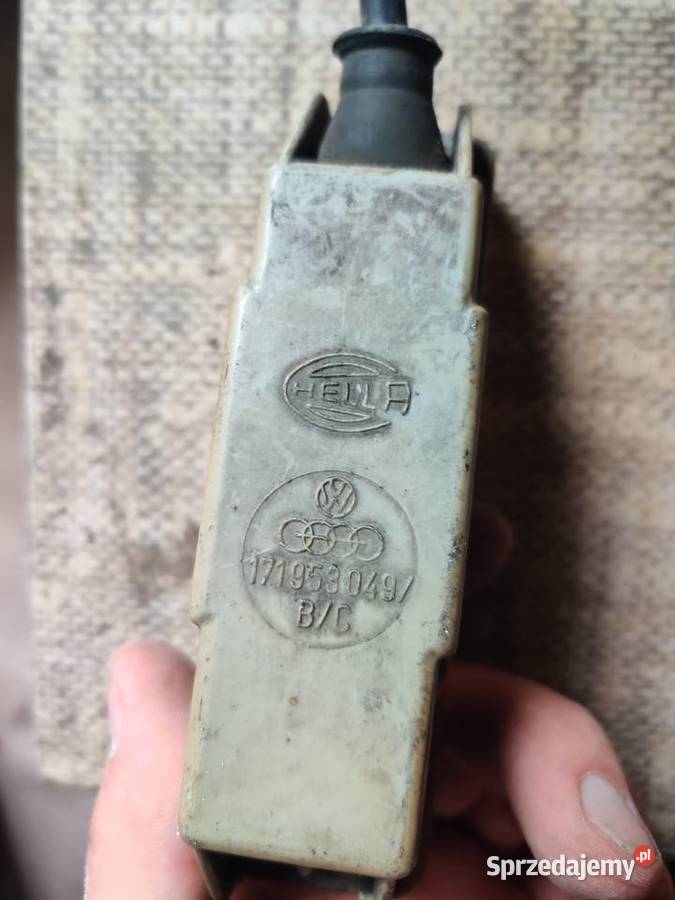 HELLA
VW
171953049/
B/C
Sprzedajemy.pl